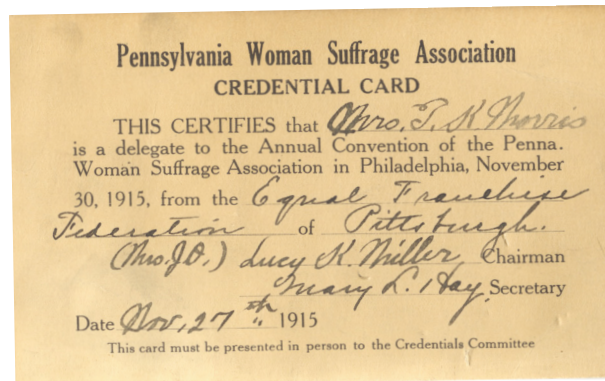 Pennsylvania Woman Suffrage Association
CREDENTIAL CARD
THIS CERTIFIES that Mrs. T. K. Morris
is a delegate to the Annual Convention of the Penna.
Woman Suffrage Association in Philadelphia, November
30, 1915, from the Equal Franchise
Federation of Pittsburgh.
(Mrs. J. O.) Lucy K. Miller, Chairman
Mary L. Hay, Secretary
Date Nov. 27th 1915
This card must be presented in person to the Credentials Committee